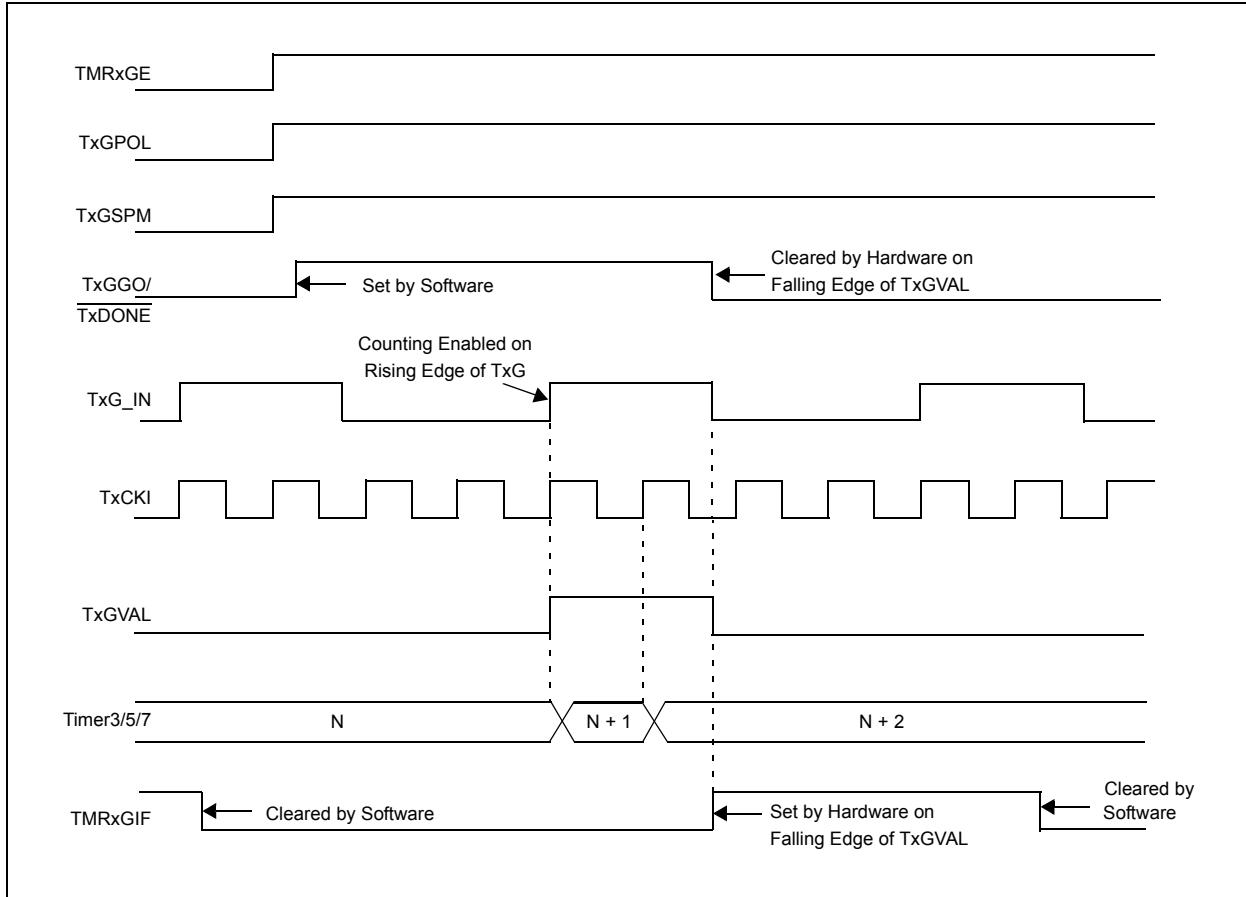 TMRxGE
TxGPOL
TxGSPM
TxGGO/
TxDONE
Set by Software
Cleared by Hardware on
Falling Edge of TxGVAL
Counting Enabled on
Rising Edge of TxG
TxG_IN
TxCKI
TxGVAL
Timer3/5/7
N
N + 1
N + 2
TMRxGIF
Cleared by Software
Set by Hardware on
Falling Edge of TxGVAL
Cleared by
Software